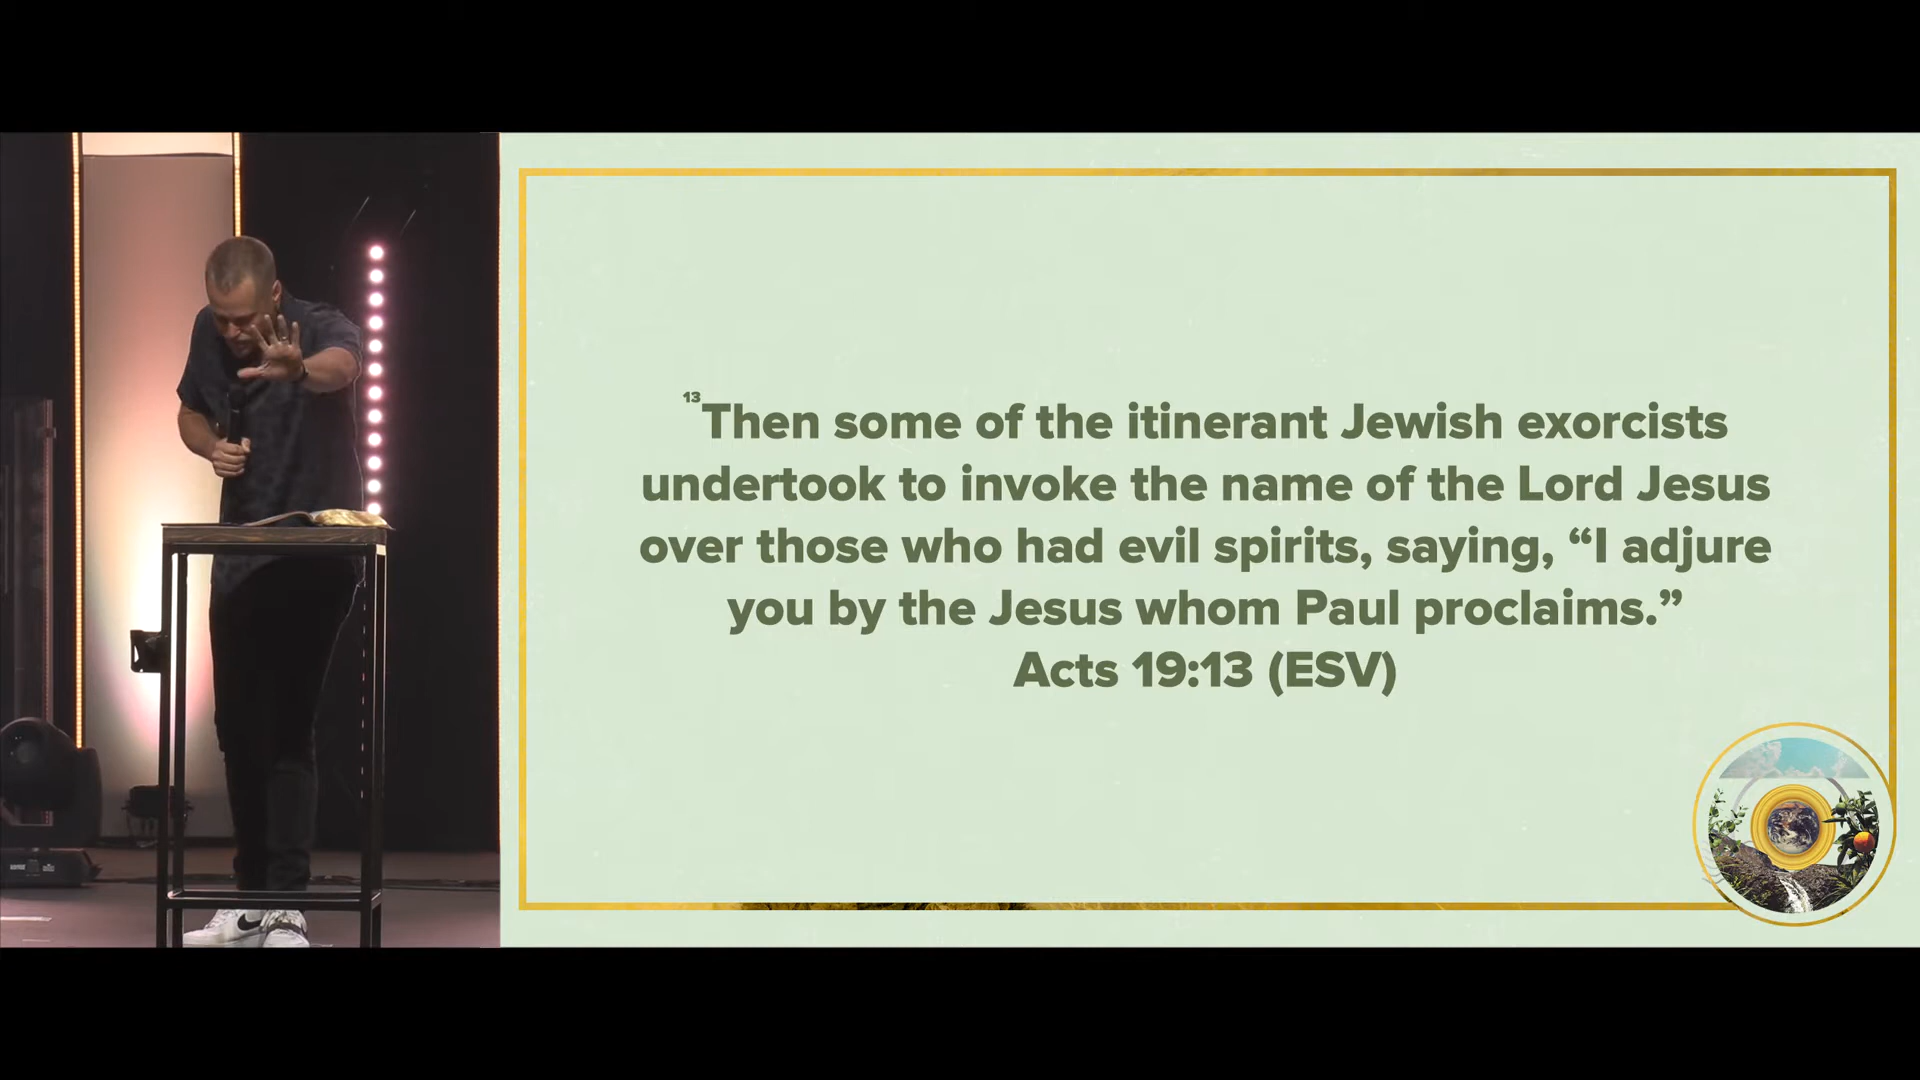 ¹³Then some of the itinerant Jewish exorcists
undertook to invoke the name of the Lord Jesus
over those who had evil spirits, saying, “I adjure
you by the Jesus whom Paul proclaims.”
Acts 19:13 (ESV)